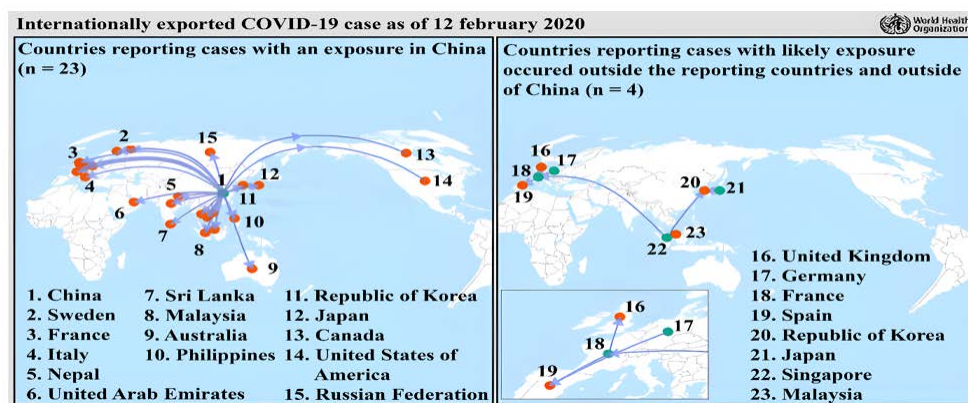 Internationally exported COVID-19 case as of 12 february 2020
World Health
Organization
Countries reporting cases with an exposure in China
(n = 23)
2
15
3
1
12
13
4
5
14
11
6
10
7
8
9
1. China
2. Sweden
3. France
4. Italy
5. Nepal
6. United Arab Emirates
7. Sri Lanka
8. Malaysia
9. Australia
10. Philippines
11. Republic of Korea
12. Japan
13. Canada
14. United States of
America
15. Russian Federation
Countries reporting cases with likely exposure
occured outside the reporting countries and outside
of China (n = 4)
16
17
18
20
21
19
22
23
16. United Kingdom
17. Germany
18. France
19. Spain
20. Republic of Korea
21. Japan
22. Singapore
23. Malaysia
16
17
18
19